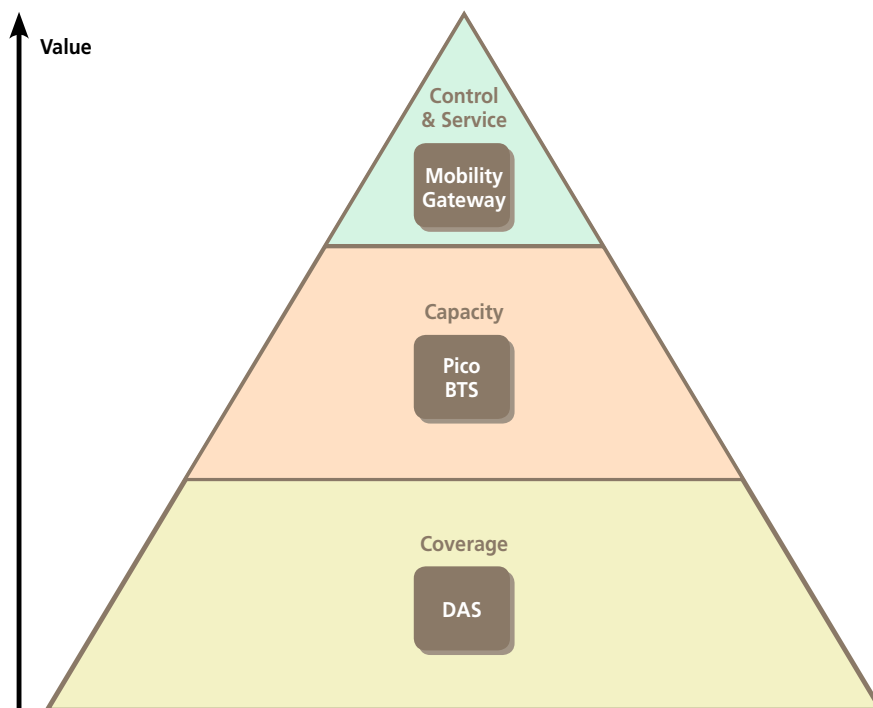 Value
Control
& Service
Mobility
Gateway
Capacity
Pico
BTS
Coverage
DAS